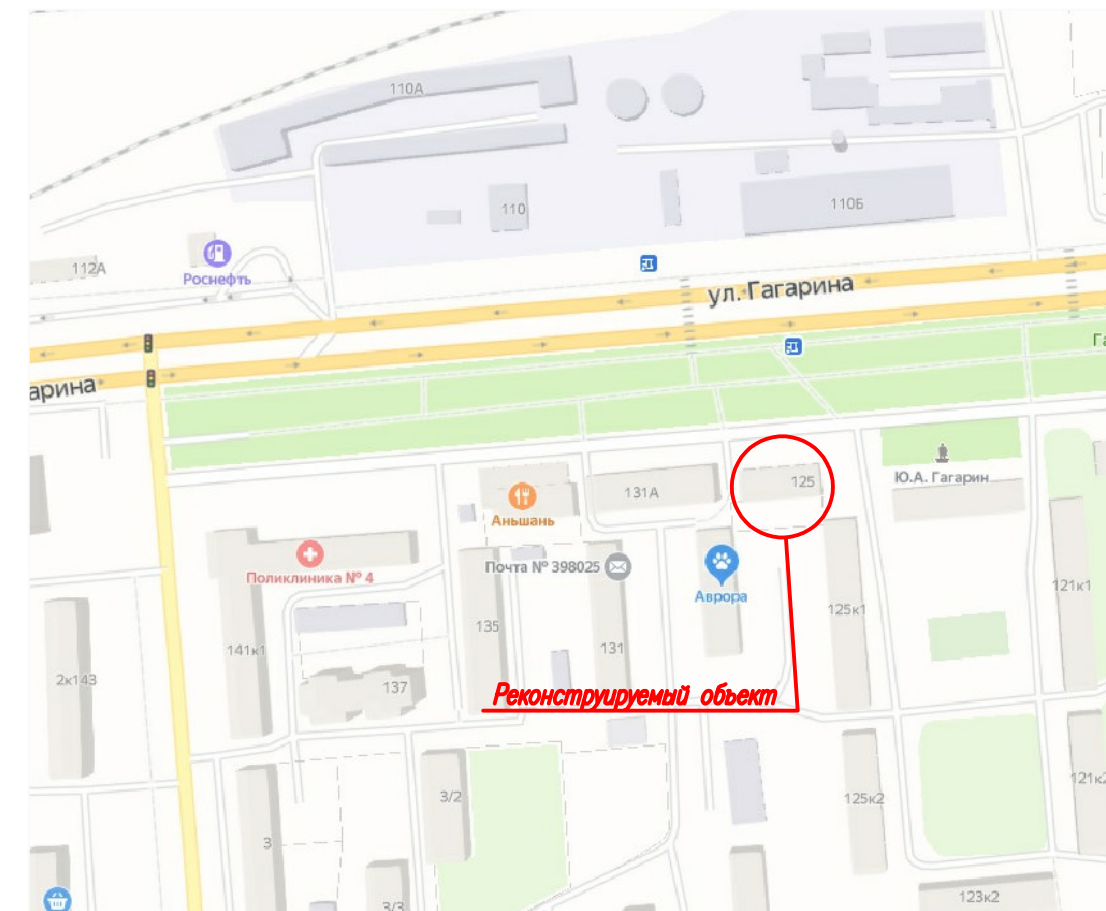 110А
110
110Б
112А
Роснефть
ул. Гагарина
Га
арина
125
131А
Ю.А. Гагарин
Аньшань
Поликлиника № 4
Почта № 398025
Аврора
121к1
125к1
135
141к1
131
2к143
137
Реконструируемый объект
121к2
3/2
125к2
3
3/3
123к2